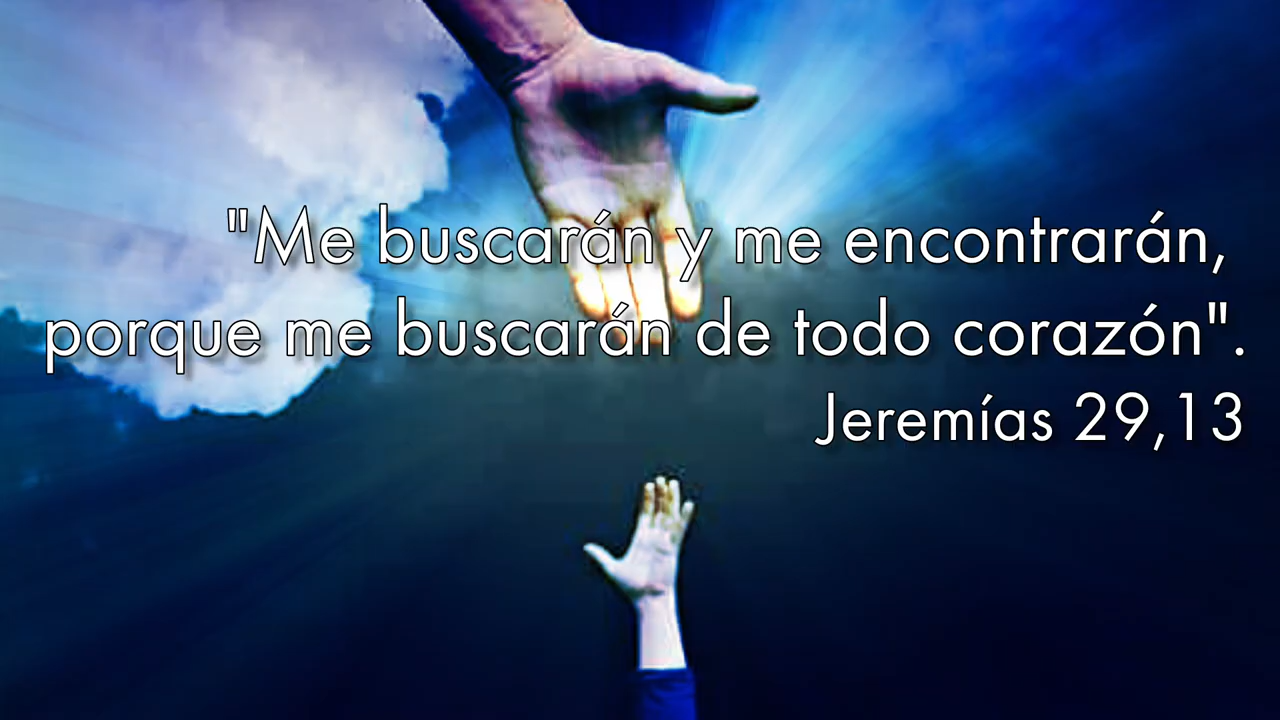 "Me buscarán y me encontrarán,
porque me buscarán de todo corazón".
Jeremías 29,13